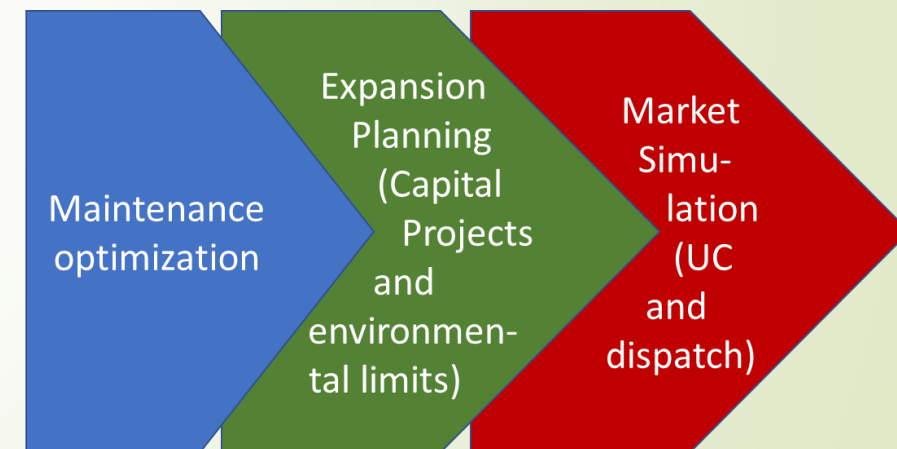 Maintenance
optimization
Expansion
Planning
(Capital
Projects
and
environmen-
tal limits)
Market
Simu-
lation
(UC
and
dispatch)